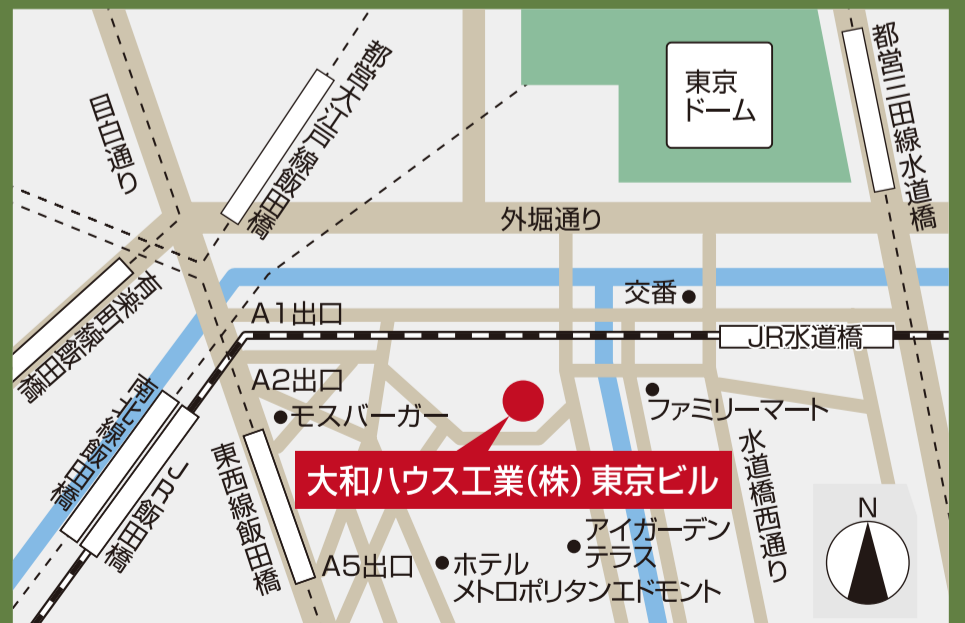 目白通り
都営大江戸線飯田橋
東京
ドーム
都営三田線水道橋
外堀通り
有楽町線飯田橋
A1出口
交番
JR水道橋
南北線飯田橋
JR飯田橋
A2出口
モスバーガー
ファミリーマート
東西線飯田橋
大和ハウス工業(株) 東京ビル
水道橋西通り
アイガーデン
テラス
A5出口
ホテル
メトロポリタンエドモント
N